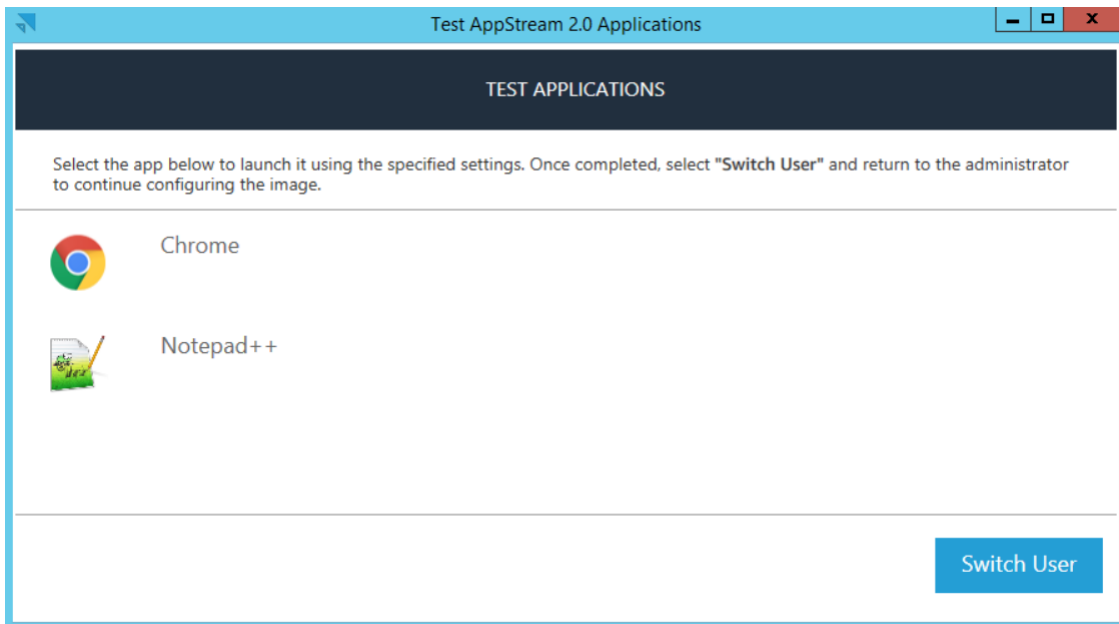 Test AppStream 2.0 Applications
TEST APPLICATIONS
Select the app below to launch it using the specified settings. Once completed, select "Switch User" and return to the administrator
to continue configuring the image.
Chrome
Notepad++
Switch User